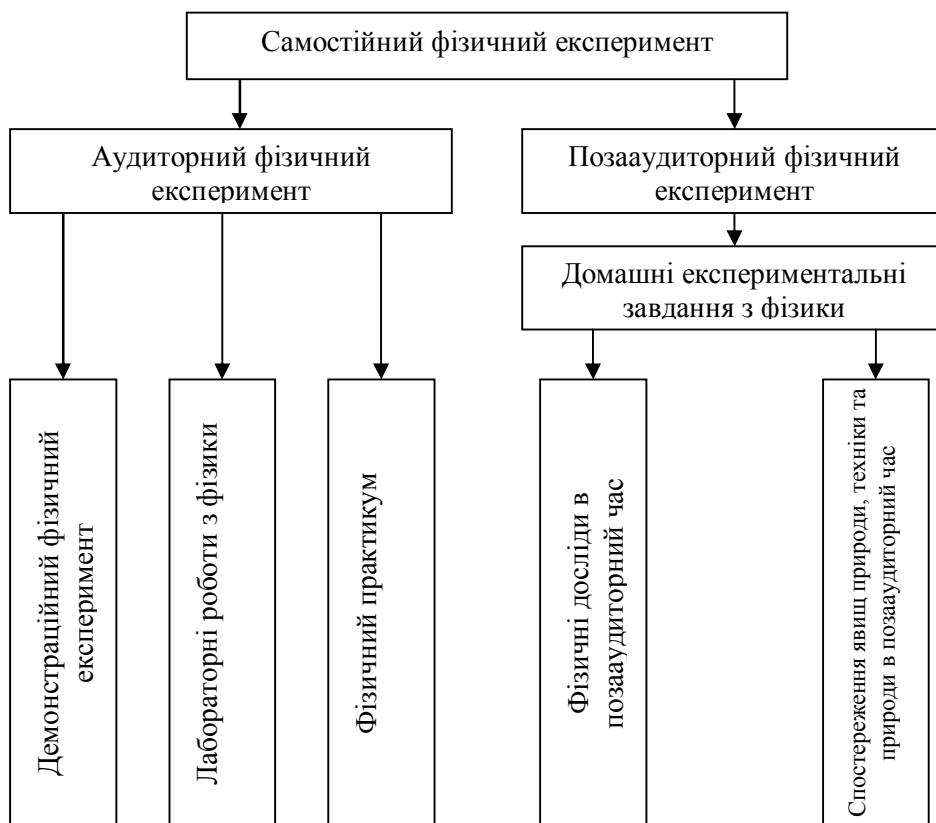 Самостійний фізичний експеримент
Аудиторний фізичний
експеримент
Позааудиторний фізичний
експеримент
Домашні експериментальні
завдання з фізики
Демонстраційний фізичний
експеримент
Лабораторні роботи з фізики
Фізичний практикум
Фізичні досліди в
позааудиторний час
Спостереження явищ природи, техніки та
природи в позааудиторний час